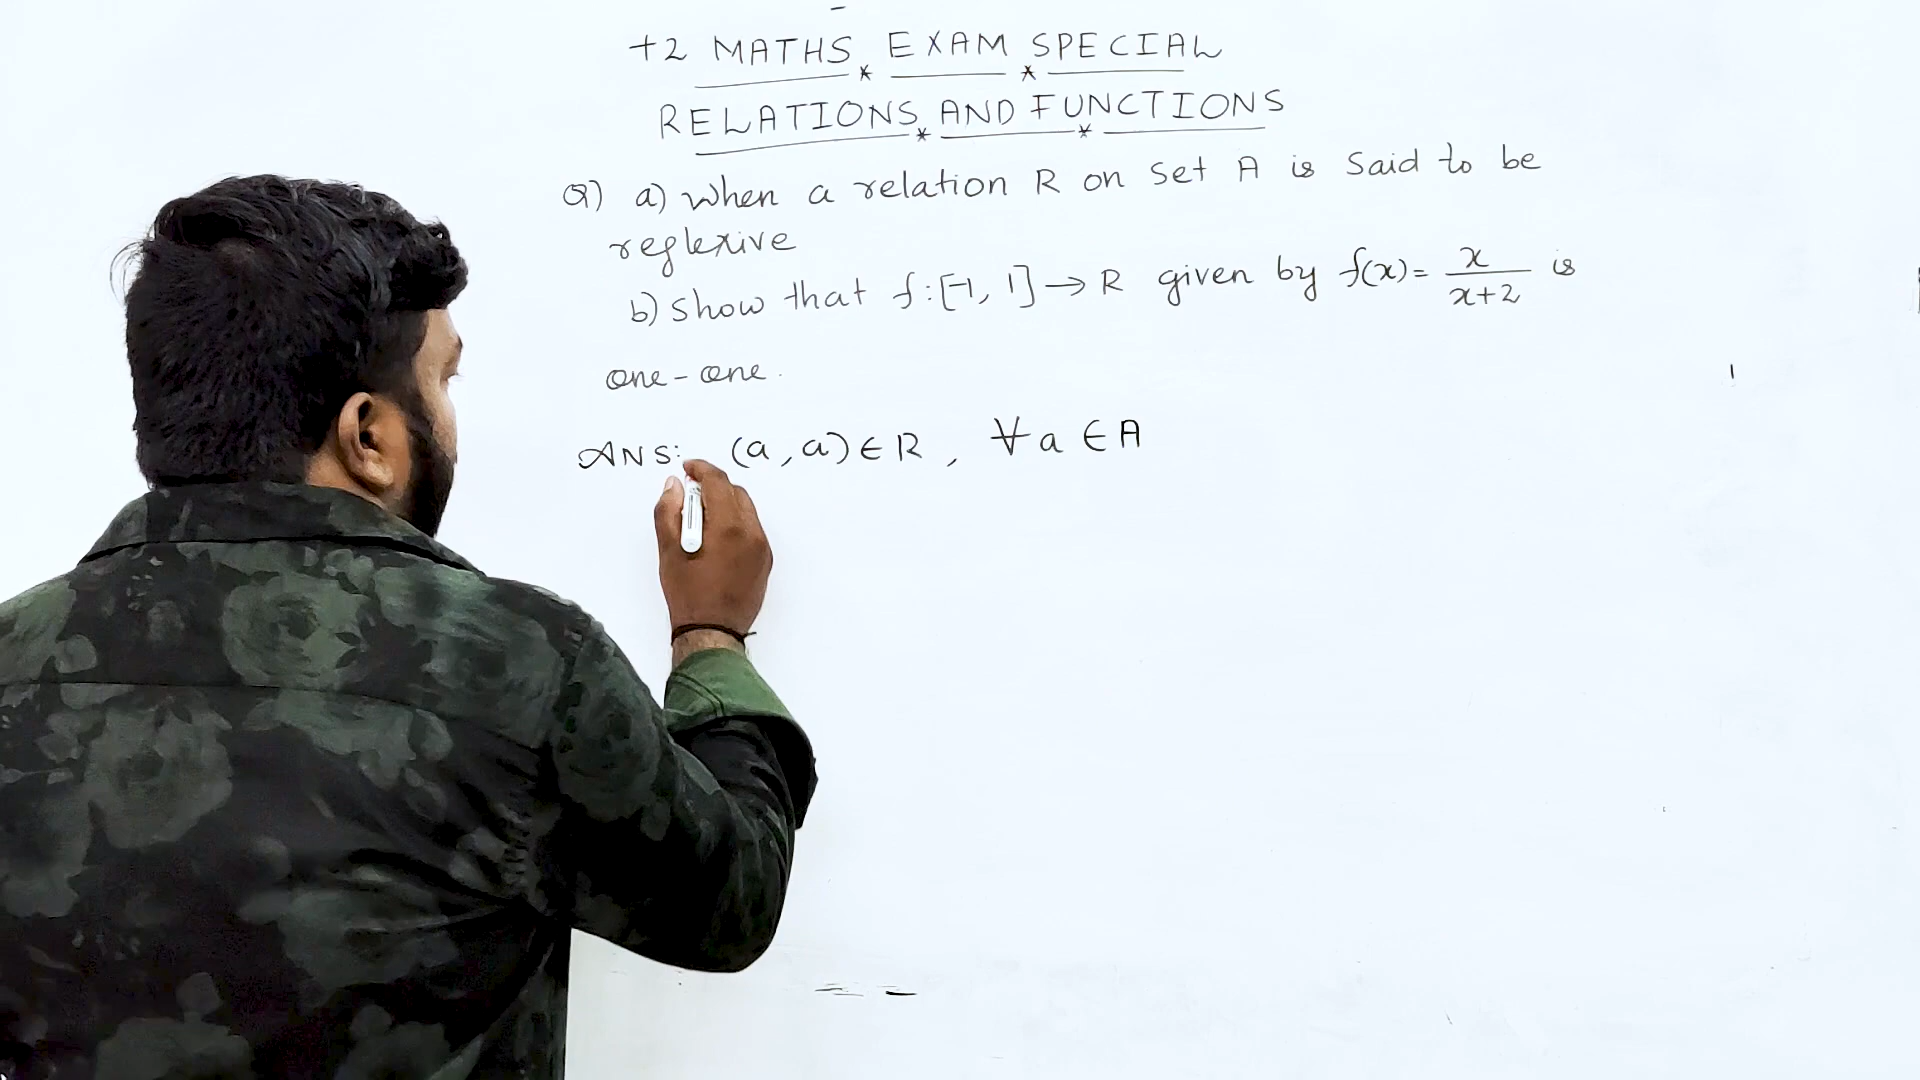 +2 MATHS EXAM SPECIAL
RELATIONS AND FUNCTIONS
Q) a) when a relation R on set A is said to be
reflexive
b) show that f:[-1, 1]→R given by f(x)= x/(x+2) is
one-one.
ANS: (a, a)∈R, ∀a∈A